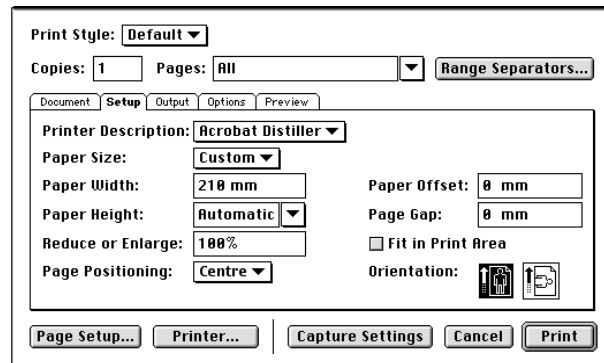 Print Style: Default
Copies: 1 Pages: All Range Separators...
Document Setup Output Options Preview
Printer Description: Acrobat Distiller
Paper Size: Custom
Paper Width: 210 mm Paper Offset: 0 mm
Paper Height: Automatic Page Gap: 0 mm
Reduce or Enlarge: 100% Fit in Print Area
Page Positioning: Centre Orientation:
Page Setup... Printer... Capture Settings Cancel Print